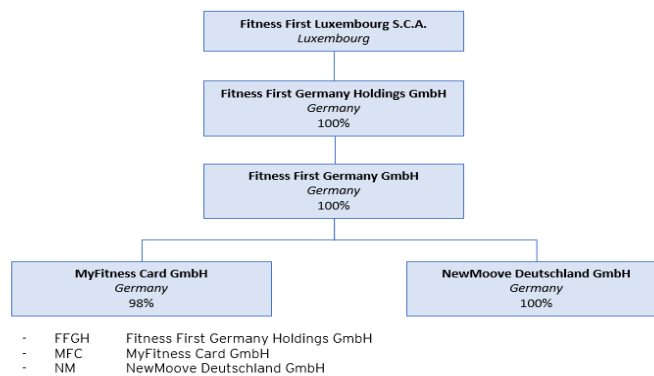 Fitness First Luxembourg S.C.A.
Luxembourg
Fitness First Germany Holdings GmbH
Germany
100%
Fitness First Germany GmbH
Germany
100%
MyFitness Card GmbH
Germany
98%
NewMoove Deutschland GmbH
Germany
100%
- FFGH Fitness First Germany Holdings GmbH
- MFC MyFitness Card GmbH
- NM NewMoove Deutschland GmbH